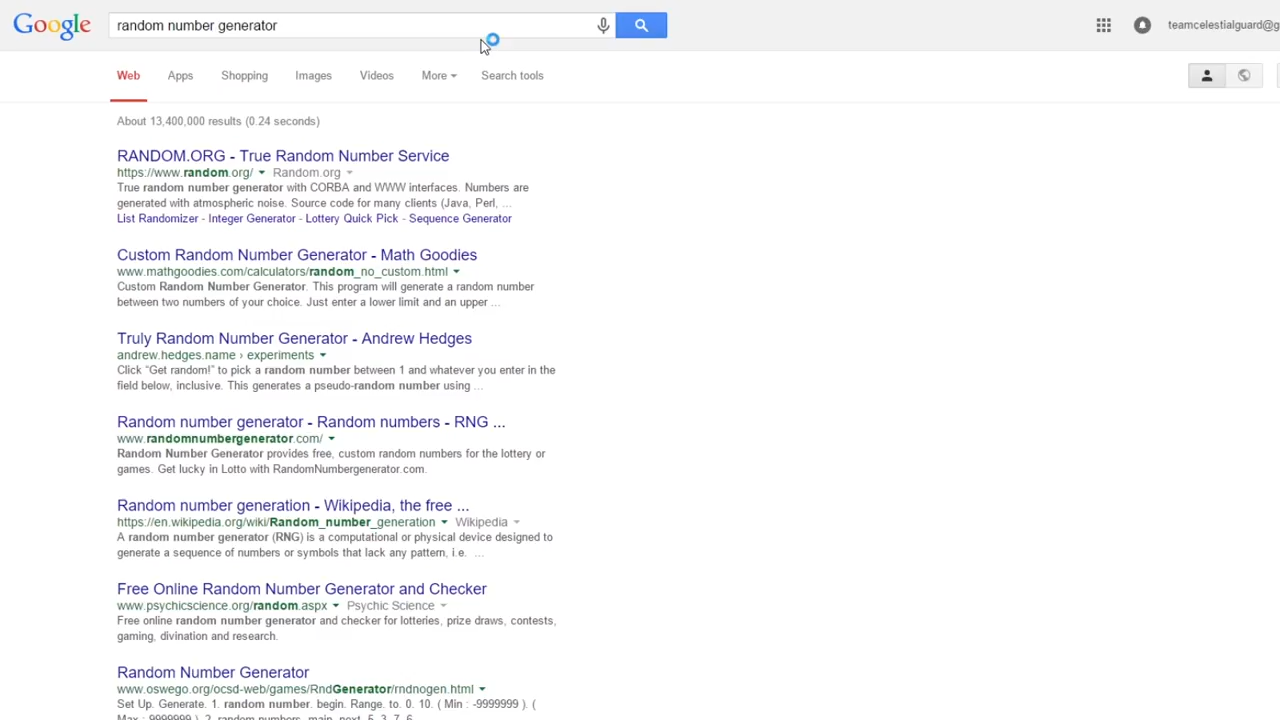 Google random number generator teamcelestialguard@g
Web Apps Shopping Images Videos More Search tools
About 13,400,000 results (0.24 seconds)
RANDOM.ORG - True Random Number Service
https://www.random.org/ Random.org
True random number generator with CORBA and WWW interfaces. Numbers are
generated with atmospheric noise. Source code for many clients (Java, Perl, ...
List Randomizer - Integer Generator - Lottery Quick Pick - Sequence Generator
Custom Random Number Generator - Math Goodies
www.mathgoodies.com/calculators/random_no_custom.html
Custom Random Number Generator. This program will generate a random number
between two numbers of your choice. Just enter a lower limit and an upper ...
Truly Random Number Generator - Andrew Hedges
andrew.hedges.name › experiments
Click “Get random!” to pick a random number between 1 and whatever you enter in the
field below, inclusive. This generates a pseudo-random number using ...
Random number generator - Random numbers - RNG ...
www.randomnumbergenerator.com/
Random Number Generator provides free, custom random numbers for the lottery or
games. Get lucky in Lotto with RandomNumbergenerator.com.
Random number generation - Wikipedia, the free ...
https://en.wikipedia.org/wiki/Random_number_generation Wikipedia
A random number generator (RNG) is a computational or physical device designed to
generate a sequence of numbers or symbols that lack any pattern, i.e. ...
Free Online Random Number Generator and Checker
www.psychicscience.org/random.aspx Psychic Science
Free online random number generator and checker for lotteries, prize draws, contests,
gaming, divination and research.
Random Number Generator
www.oswego.org/ocsd-web/games/RndGenerator/rndnogen.html
Set Up. Generate. 1. random number. begin. Range. to. 0. 10. ( Min : -9999999 ). (
Max : 9999999 ). 2. random numbers. main. next. 5. 3. 7. 6.